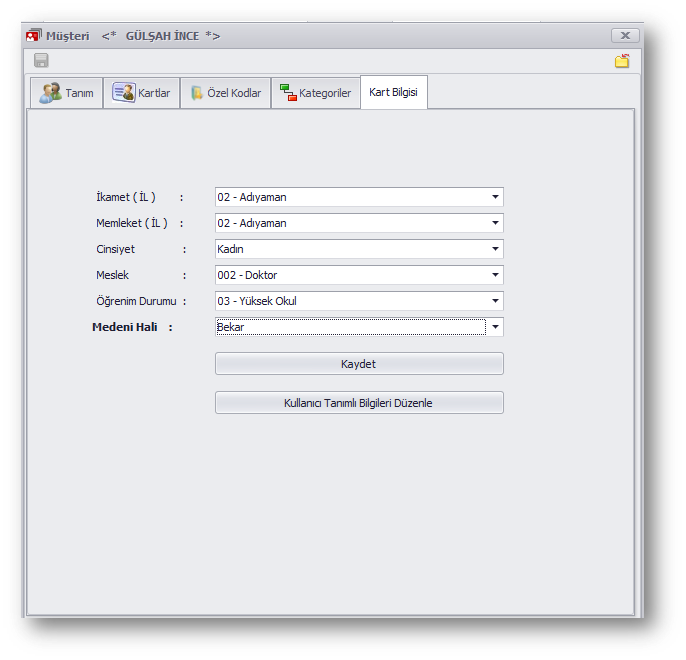 Müşteri <* GÜLŞAH İNCE *>
Tanım Kartlar Özel Kodlar Kategoriler Kart Bilgisi
İkamet ( İL ) : 02 - Adıyaman
Memleket ( İL ) : 02 - Adıyaman
Cinsiyet : Kadın
Meslek : 002 - Doktor
Öğrenim Durumu : 03 - Yüksek Okul
Medeni Hali : Bekar
Kaydet
Kullanıcı Tanımlı Bilgileri Düzenle